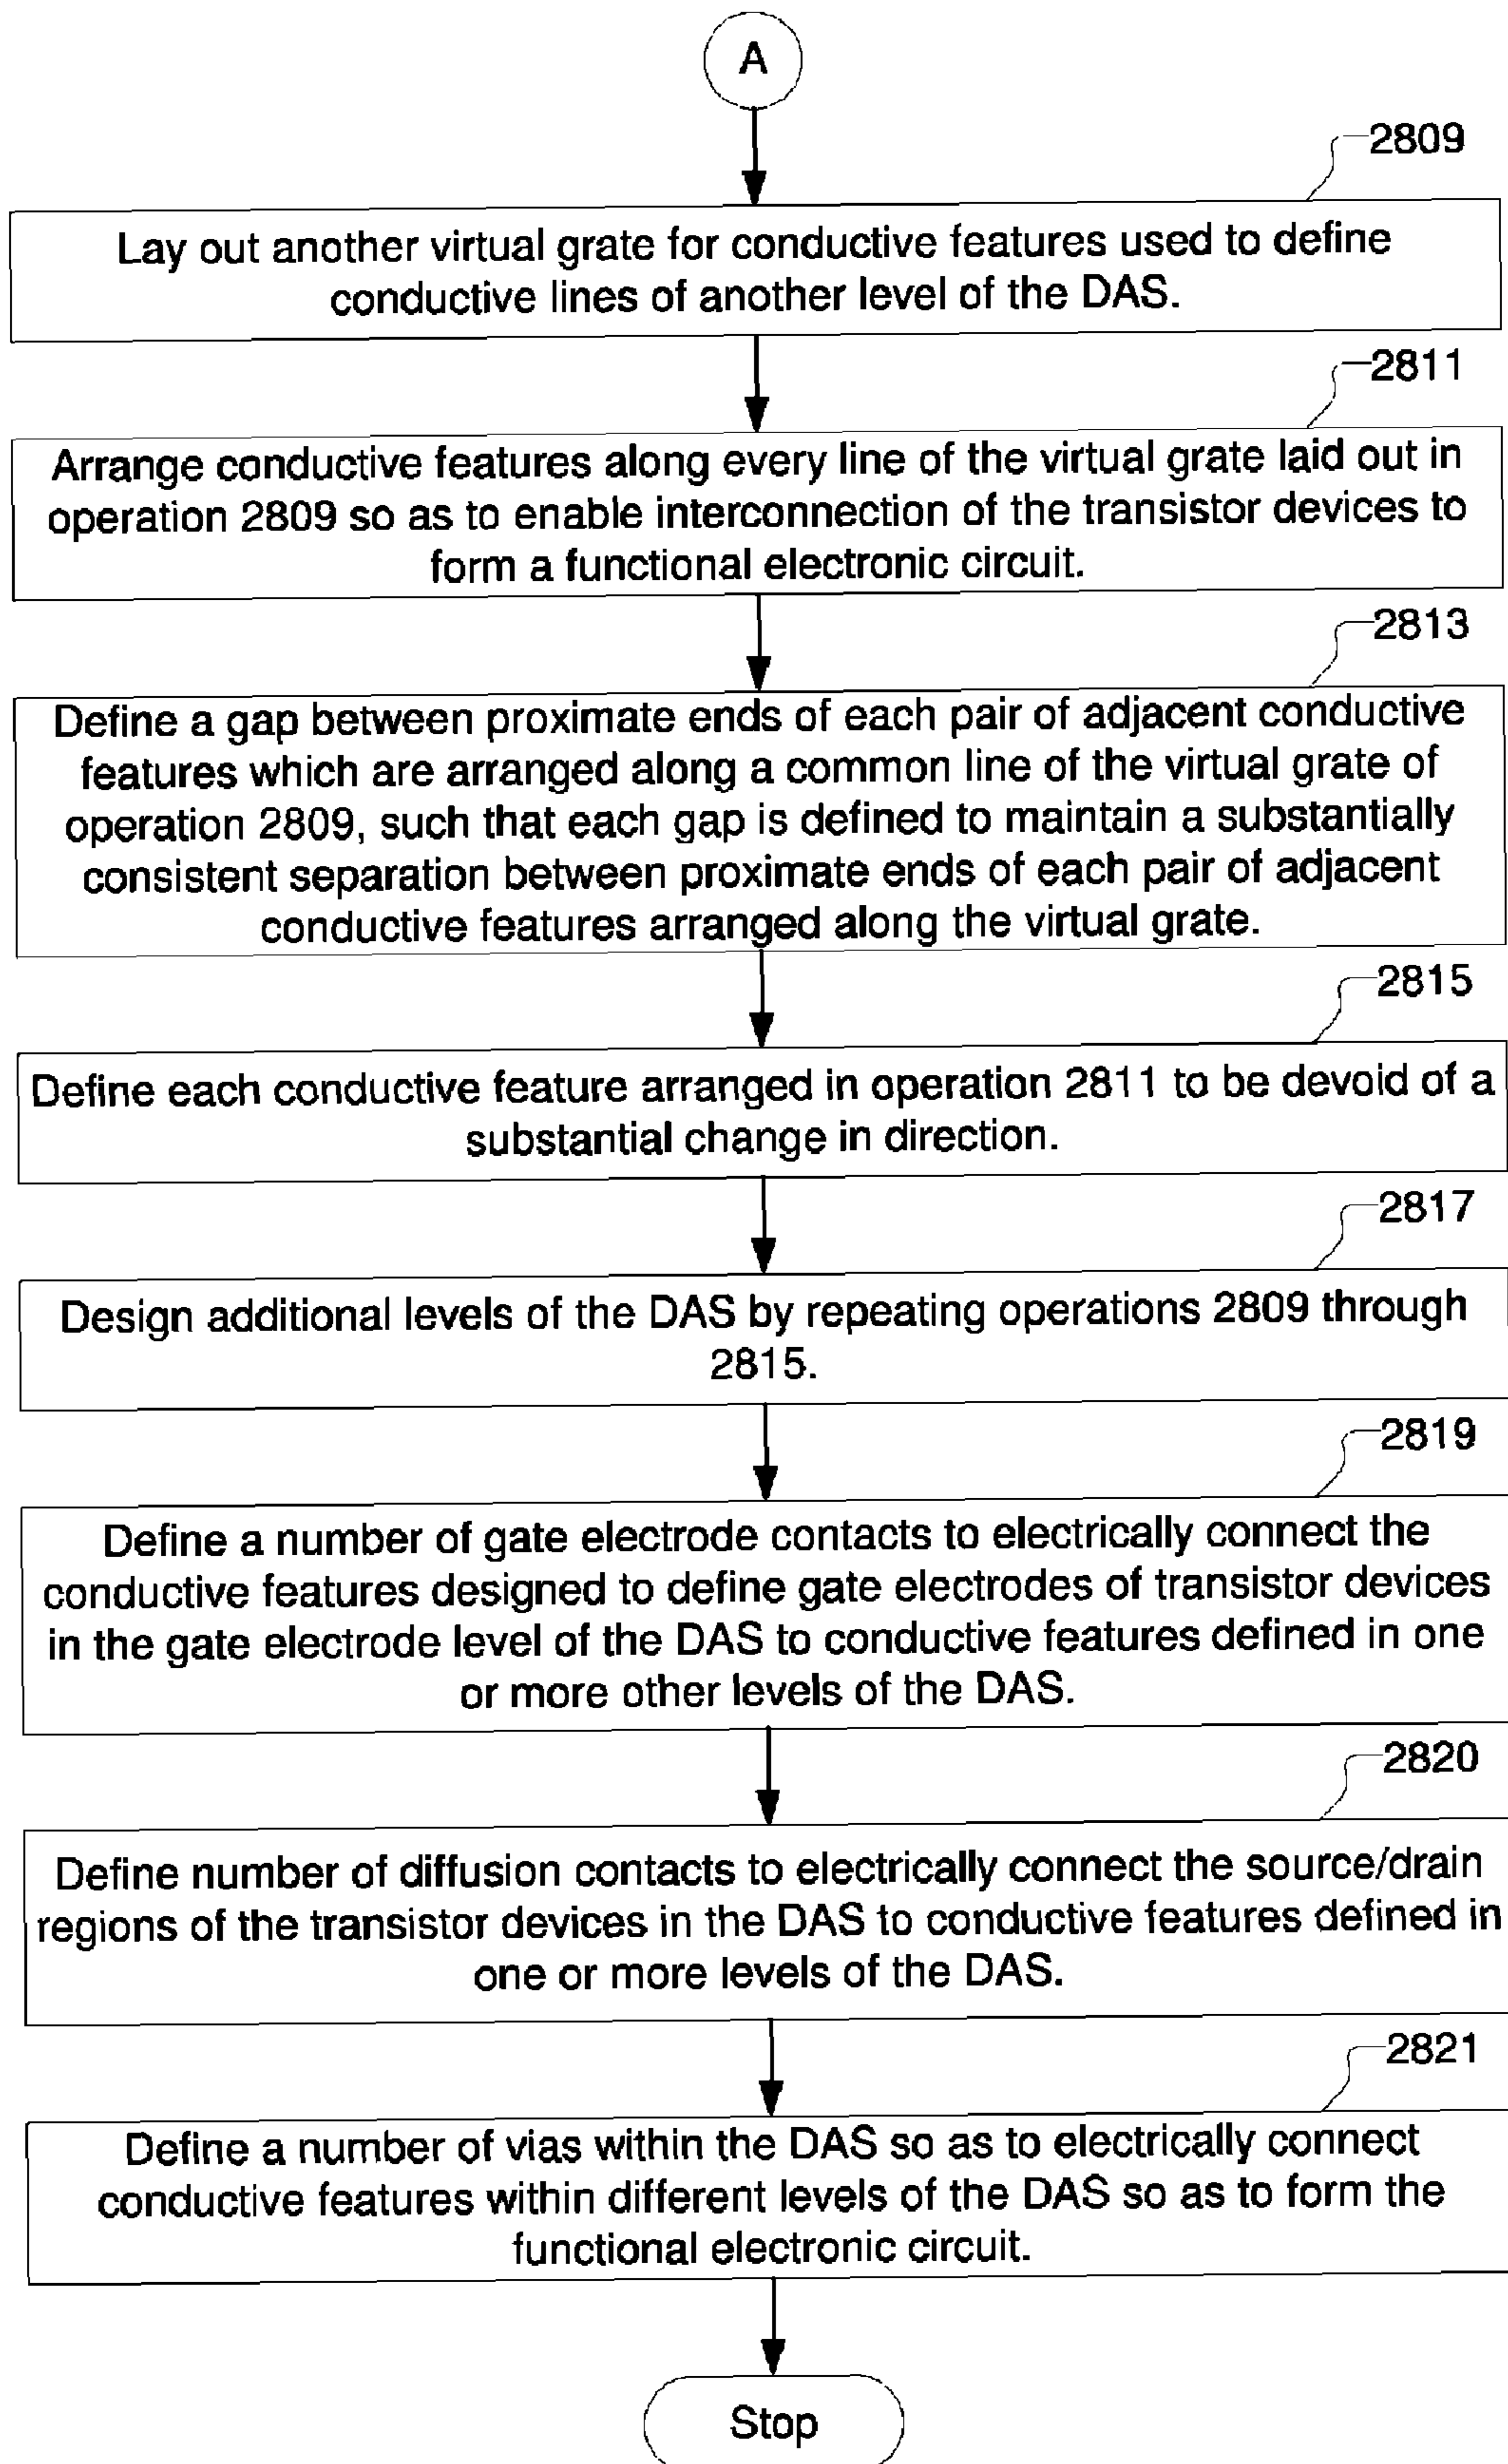 A
2809
Lay out another virtual grate for conductive features used to define
conductive lines of another level of the DAS.
2811
Arrange conductive features along every line of the virtual grate laid out in
operation 2809 so as to enable interconnection of the transistor devices to
form a functional electronic circuit.
2813
Define a gap between proximate ends of each pair of adjacent conductive
features which are arranged along a common line of the virtual grate of
operation 2809, such that each gap is defined to maintain a substantially
consistent separation between proximate ends of each pair of adjacent
conductive features arranged along the virtual grate.
2815
Define each conductive feature arranged in operation 2811 to be devoid of a
substantial change in direction.
2817
Design additional levels of the DAS by repeating operations 2809 through
2815.
2819
Define a number of gate electrode contacts to electrically connect the
conductive features designed to define gate electrodes of transistor devices
in the gate electrode level of the DAS to conductive features defined in one
or more other levels of the DAS.
2820
Define number of diffusion contacts to electrically connect the source/drain
regions of the transistor devices in the DAS to conductive features defined in
one or more levels of the DAS.
2821
Define a number of vias within the DAS so as to electrically connect
conductive features within different levels of the DAS so as to form the
functional electronic circuit.
Stop